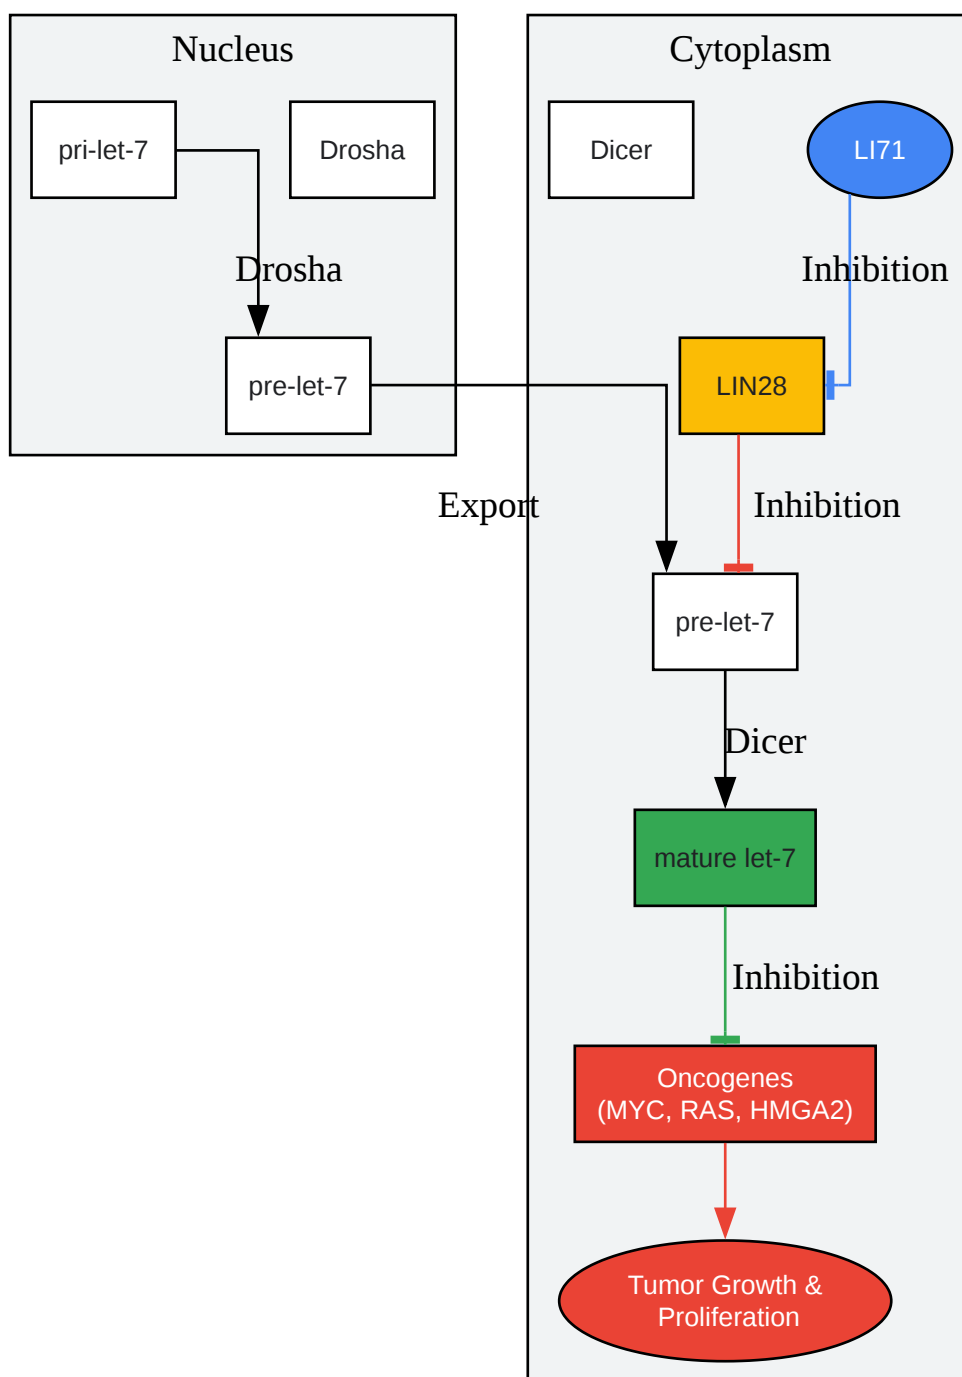 Nucleus
Cytoplasm
pri-let-7
Drosha
Dicer
LI71
Drosha
Inhibition
pre-let-7
LIN28
Export
Inhibition
pre-let-7
Dicer
mature let-7
Inhibition
Oncogenes
(MYC, RAS, HMGA2)
Tumor Growth &
Proliferation